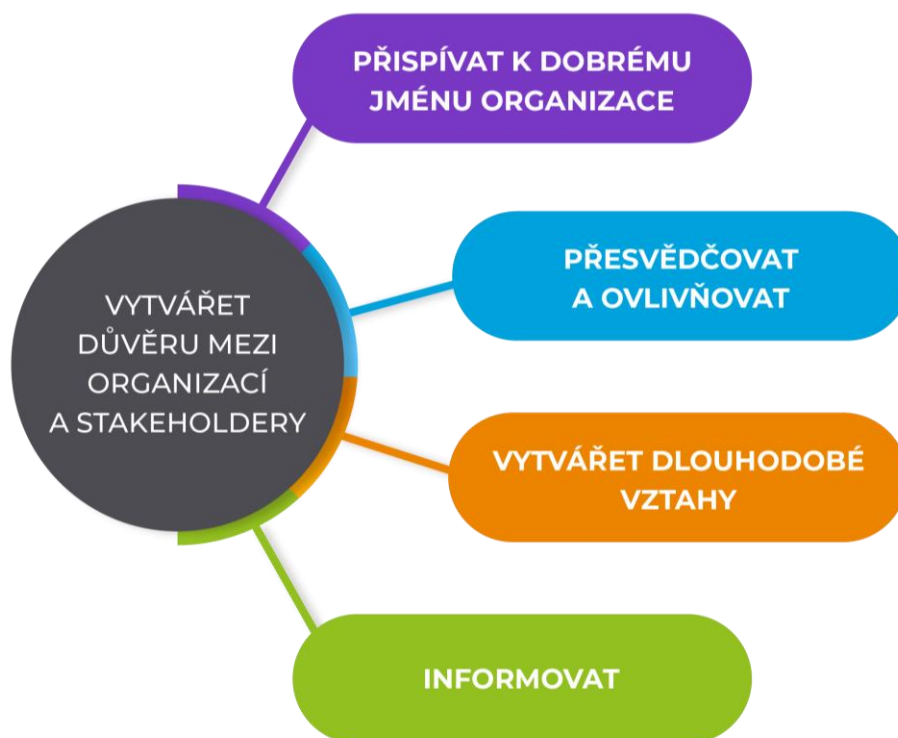 PŘISPÍVAT K DOBRÉMU
JMÉNU ORGANIZACE
PŘESVĚDČOVAT
A OVLIVŇOVAT
VYTVÁŘET
DŮVĚRU MEZI
ORGANIZACÍ
A STAKEHOLDERY
VYTVÁŘET DLOUHODOBÉ
VZTAHY
INFORMOVAT